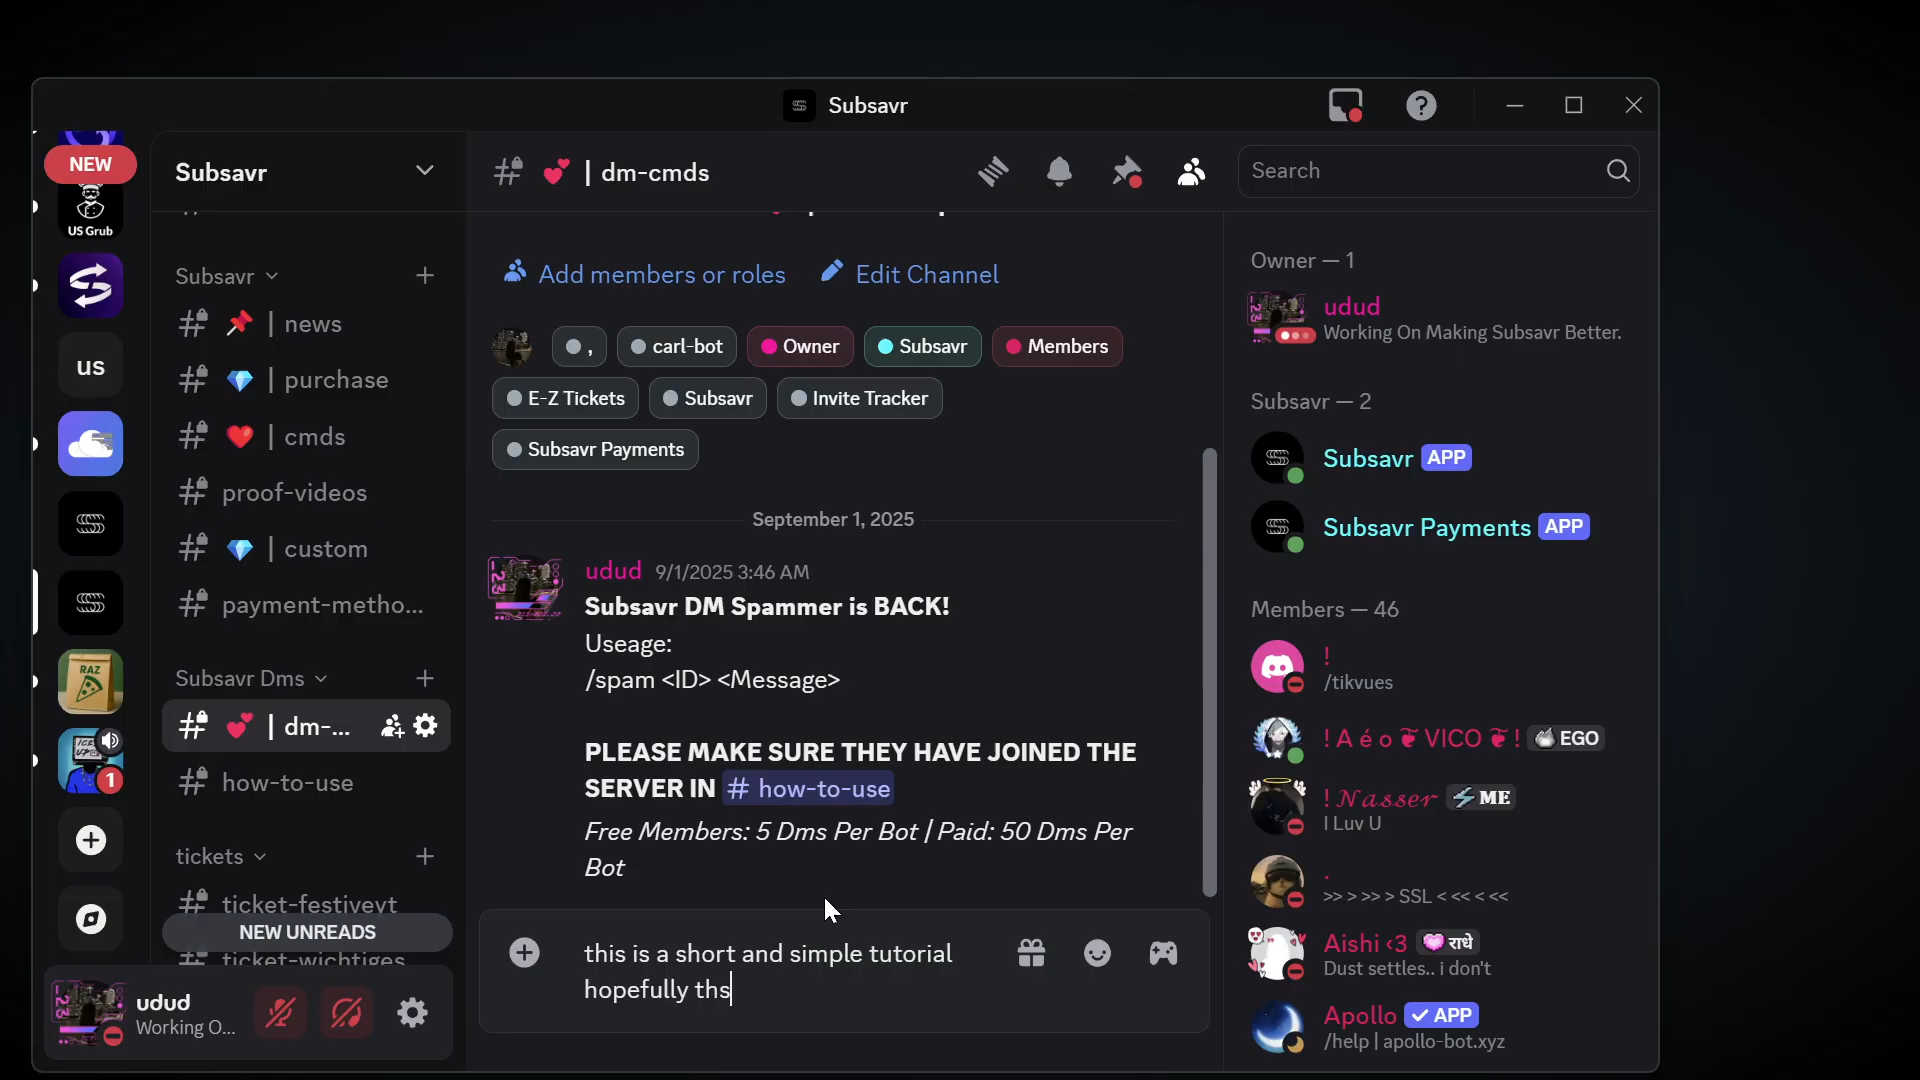 Subsavr
NEW
US Grub
us
RAZ
1
Subsavr
Subsavr
news
purchase
cmds
proof-videos
custom
payment-metho...
Subsavr Dms
dm-...
how-to-use
tickets
ticket-festiveyt
NEW UNREADS
ticket-wichtiges
udud
Working O...
| dm-cmds
Search
Add members or roles
Edit Channel
,
carl-bot
Owner
Subsavr
Members
E-Z Tickets
Subsavr
Invite Tracker
Subsavr Payments
September 1, 2025
udud 9/1/2025 3:46 AM
Subsavr DM Spammer is BACK!
Useage:
/spam <ID> <Message>
PLEASE MAKE SURE THEY HAVE JOINED THE
SERVER IN # how-to-use
Free Members: 5 Dms Per Bot | Paid: 50 Dms Per
Bot
this is a short and simple tutorial
hopefully ths
Owner — 1
udud
Working On Making Subsavr Better.
Subsavr — 2
Subsavr APP
Subsavr Payments APP
Members — 46
!
/tikvues
! A é o VICO ! EGO
! Nasser ME
I Luv U
.
>> > >> > SSL < << < <<
Aishi <3 राधे
Dust settles.. i don't
Apollo APP
/help | apollo-bot.xyz